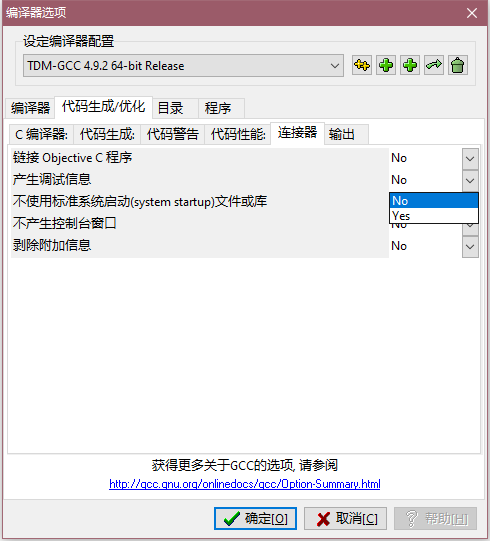 编译器选项
设定编译器配置
TDM-GCC 4.9.2 64-bit Release
编译器 代码生成/优化 目录 程序
C 编译器: 代码生成: 代码警告 代码性能: 连接器 输出
链接 Objective C 程序 No
产生调试信息 No
不使用标准系统启动(system startup)文件或库 No
Yes
不产生控制台窗口 No
剥除附加信息 No
获得更多关于GCC的选项, 请参阅
http://gcc.gnu.org/onlinedocs/gcc/Option-Summary.html
确定[O] 取消[C] 帮助[H]